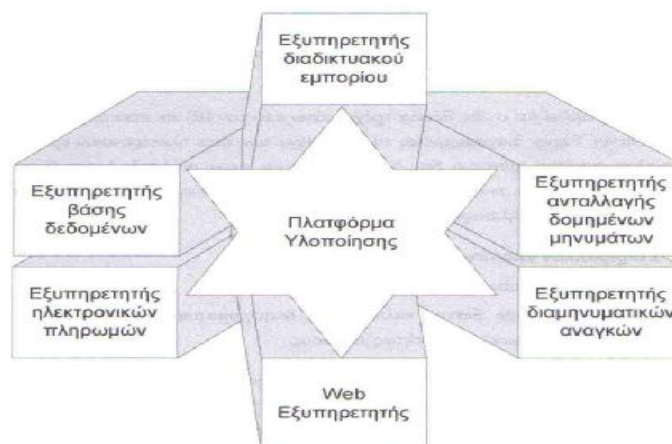 Εξυπηρετητής
διαδικτυακού
εμπορίου
Εξυπηρετητής
βάσης
δεδομένων
Πλατφόρμα
Υλοποίησης
Εξυπηρετητής
ανταλλαγής
δομημένων
μηνυμάτων
Εξυπηρετητής
ηλεκτρονικών
πληρωμών
Εξυπηρετητής
διαμηνυματικών
αναγκών
Web
Εξυπηρετητής